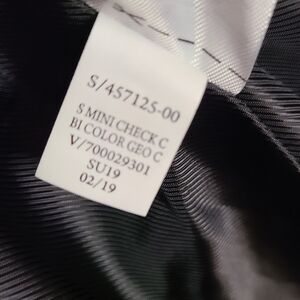 S/457125-00
S MINI CHECK C
BI COLOR GEO C
V/700029301
SU19
02/19